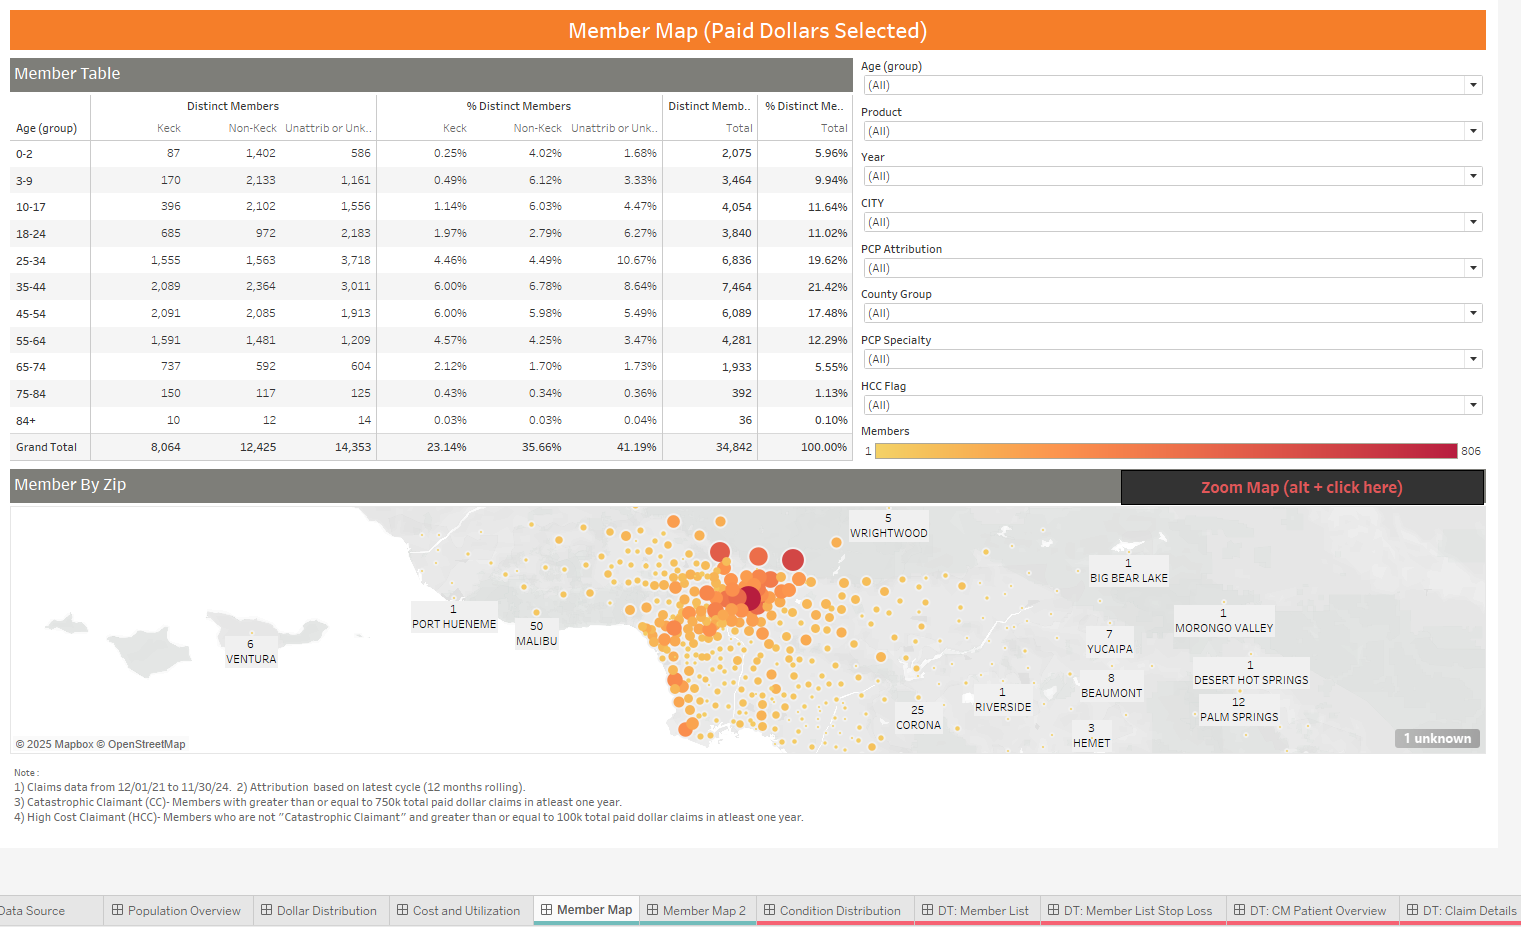 Member Map (Paid Dollars Selected)
Member Table
Distinct Members % Distinct Members Distinct Memb.. % Distinct Me..
Age (group) Keck Non-Keck Unattrib or Unk.. Keck Non-Keck Unattrib or Unk.. Total Total
0-2 87 1,402 586 0.25% 4.02% 1.68% 2,075 5.96%
3-9 170 2,133 1,161 0.49% 6.12% 3.33% 3,464 9.94%
10-17 396 2,102 1,556 1.14% 6.03% 4.47% 4,054 11.64%
18-24 685 972 2,183 1.97% 2.79% 6.27% 3,840 11.02%
25-34 1,555 1,563 3,718 4.46% 4.49% 10.67% 6,836 19.62%
35-44 2,089 2,364 3,011 6.00% 6.78% 8.64% 7,464 21.42%
45-54 2,091 2,085 1,913 6.00% 5.98% 5.49% 6,089 17.48%
55-64 1,591 1,481 1,209 4.57% 4.25% 3.47% 4,281 12.29%
65-74 737 592 604 2.12% 1.70% 1.73% 1,933 5.55%
75-84 150 117 125 0.43% 0.34% 0.36% 392 1.13%
84+ 10 12 14 0.03% 0.03% 0.04% 36 0.10%
Grand Total 8,064 12,425 14,353 23.14% 35.66% 41.19% 34,842 100.00%
Age (group)
(All)
Product
(All)
Year
(All)
CITY
(All)
PCP Attribution
(All)
County Group
(All)
PCP Specialty
(All)
HCC Flag
(All)
Members
1 806
Member By Zip
Zoom Map (alt + click here)
5
WRIGHTWOOD
1
BIG BEAR LAKE
1
PORT HUENEME
50
MALIBU
1
MORONGO VALLEY
6
VENTURA
7
YUCAIPA
1
DESERT HOT SPRINGS
8
BEAUMONT
1
RIVERSIDE
12
PALM SPRINGS
25
CORONA
3
HEMET
© 2025 Mapbox © OpenStreetMap
1 unknown
Note :
1) Claims data from 12/01/21 to 11/30/24. 2) Attribution based on latest cycle (12 months rolling).
3) Catastrophic Claimant (CC)- Members with greater than or equal to 750k total paid dollar claims in atleast one year.
4) High Cost Claimant (HCC)- Members who are not "Catastrophic Claimant" and greater than or equal to 100k total paid dollar claims in atleast one year.
Data Source Population Overview Dollar Distribution Cost and Utilization Member Map Member Map 2 Condition Distribution DT: Member List DT: Member List Stop Loss DT: CM Patient Overview DT: Claim Details